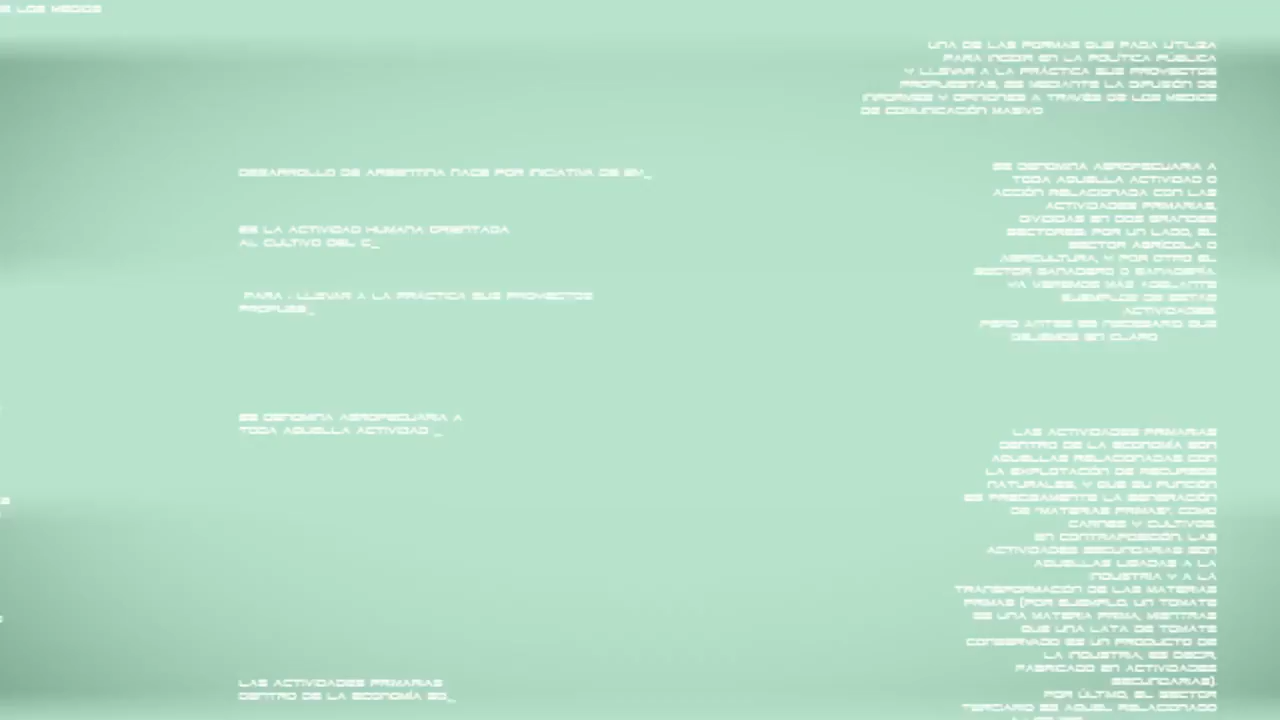 LOS MEDIOS
UNA DE LAS FORMAS QUE PADA UTILIZA
PARA INCIDIR EN LA POLÍTICA PÚBLICA
Y LLEVAR A LA PRÁCTICA SUS PROYECTOS
PROPUESTAS, ES MEDIANTE LA DIFUSIÓN DE
INFORMES Y OPINIONES A TRAVÉS DE LOS MEDIOS
DE COMUNICACIÓN MASIVO
DESARROLLO DE ARGENTINA NACE POR INICIATIVA DE EM_
ES LA ACTIVIDAD HUMANA ORIENTADA
AL CULTIVO DEL C_
PARA : LLEVAR A LA PRÁCTICA SUS PROYECTOS
PROPUES_
SE DENOMINA AGROPECUARIA A
TODA AQUELLA ACTIVIDAD _
LAS ACTIVIDADES PRIMARIAS
DENTRO DE LA ECONOMÍA SO_
SE DENOMINA AGROPECUARIA A
TODA AQUELLA ACTIVIDAD O
ACCIÓN RELACIONADA CON LAS
ACTIVIDADES PRIMARIAS,
DIVIDIDAS EN DOS GRANDES
SECTORES: POR UN LADO, EL
SECTOR AGRÍCOLA O
AGRICULTURA, Y POR OTRO EL
SECTOR GANADERO O GANADERÍA.
YA VEREMOS MÁS ADELANTE
EJEMPLOS DE ESTAS
ACTIVIDADES.
PERO ANTES ES NECESARIO QUE
DEJEMOS EN CLARO
LAS ACTIVIDADES PRIMARIAS
DENTRO DE LA ECONOMÍA SON
AQUELLAS RELACIONADAS CON
LA EXPLOTACIÓN DE RECURSOS
NATURALES, Y QUE SU FUNCIÓN
ES PRECISAMENTE LA GENERACIÓN
DE "MATERIAS PRIMAS", COMO
CARNES Y CULTIVOS.
EN CONTRAPOSICIÓN, LAS
ACTIVIDADES SECUNDARIAS SON
AQUELLAS LIGADAS A LA
INDUSTRIA Y A LA
TRANSFORMACIÓN DE LAS MATERIAS
PRIMAS (POR EJEMPLO, UN TOMATE
ES UNA MATERIA PRIMA, MIENTRAS
QUE UNA LATA DE TOMATE
CONSERVADO ES UN PRODUCTO DE
LA INDUSTRIA, ES DECIR,
FABRICADO EN ACTIVIDADES
SECUNDARIAS).
POR ÚLTIMO, EL SECTOR
TERCIARIO ES AQUEL RELACIONADO